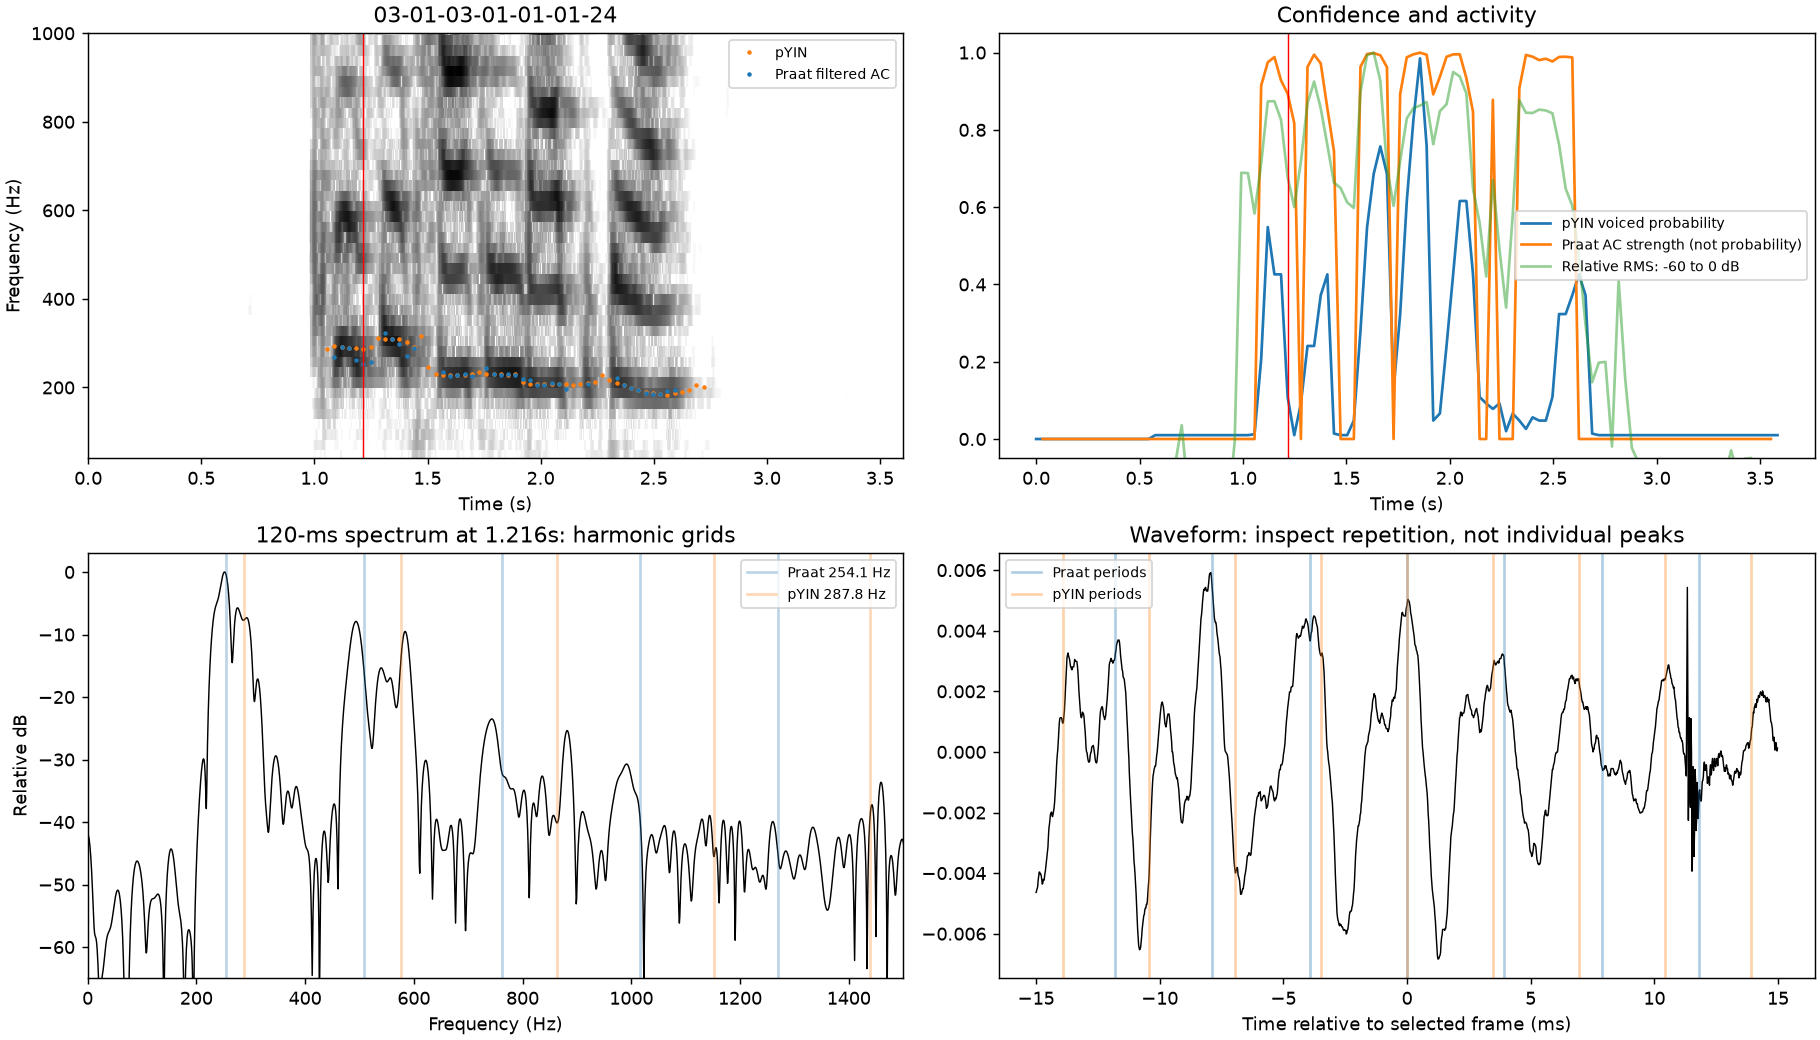 03-01-03-01-01-01-24
1000
800
600
400
200
Frequency (Hz)
0.0 0.5 1.0 1.5 2.0 2.5 3.0 3.5
Time (s)
pYIN
Praat filtered AC
Confidence and activity
1.0
0.8
0.6
0.4
0.2
0.0
0.0 0.5 1.0 1.5 2.0 2.5 3.0 3.5
Time (s)
pYIN voiced probability
Praat AC strength (not probability)
Relative RMS: -60 to 0 dB
120-ms spectrum at 1.216s: harmonic grids
0
−10
−20
−30
−40
−50
−60
Relative dB
0 200 400 600 800 1000 1200 1400
Frequency (Hz)
Praat 254.1 Hz
pYIN 287.8 Hz
Waveform: inspect repetition, not individual peaks
0.006
0.004
0.002
0.000
−0.002
−0.004
−0.006
−15 −10 −5 0 5 10 15
Time relative to selected frame (ms)
Praat periods
pYIN periods